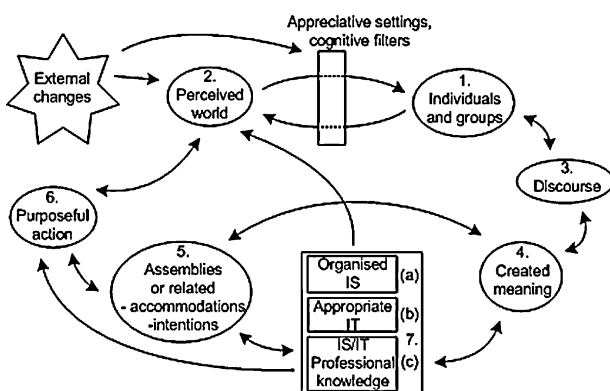 Appreciative settings,
cognitive filters
External
changes
2.
Perceived
world
1.
Individuals
and groups
3.
Discourse
6.
Purposeful
action
5.
Assemblies
or related
- accommodations
-intentions
4.
Created
meaning
Organised
IS
(a)
Appropriate
IT
(b)
7.
IS/IT
Professional
knowledge
(c)